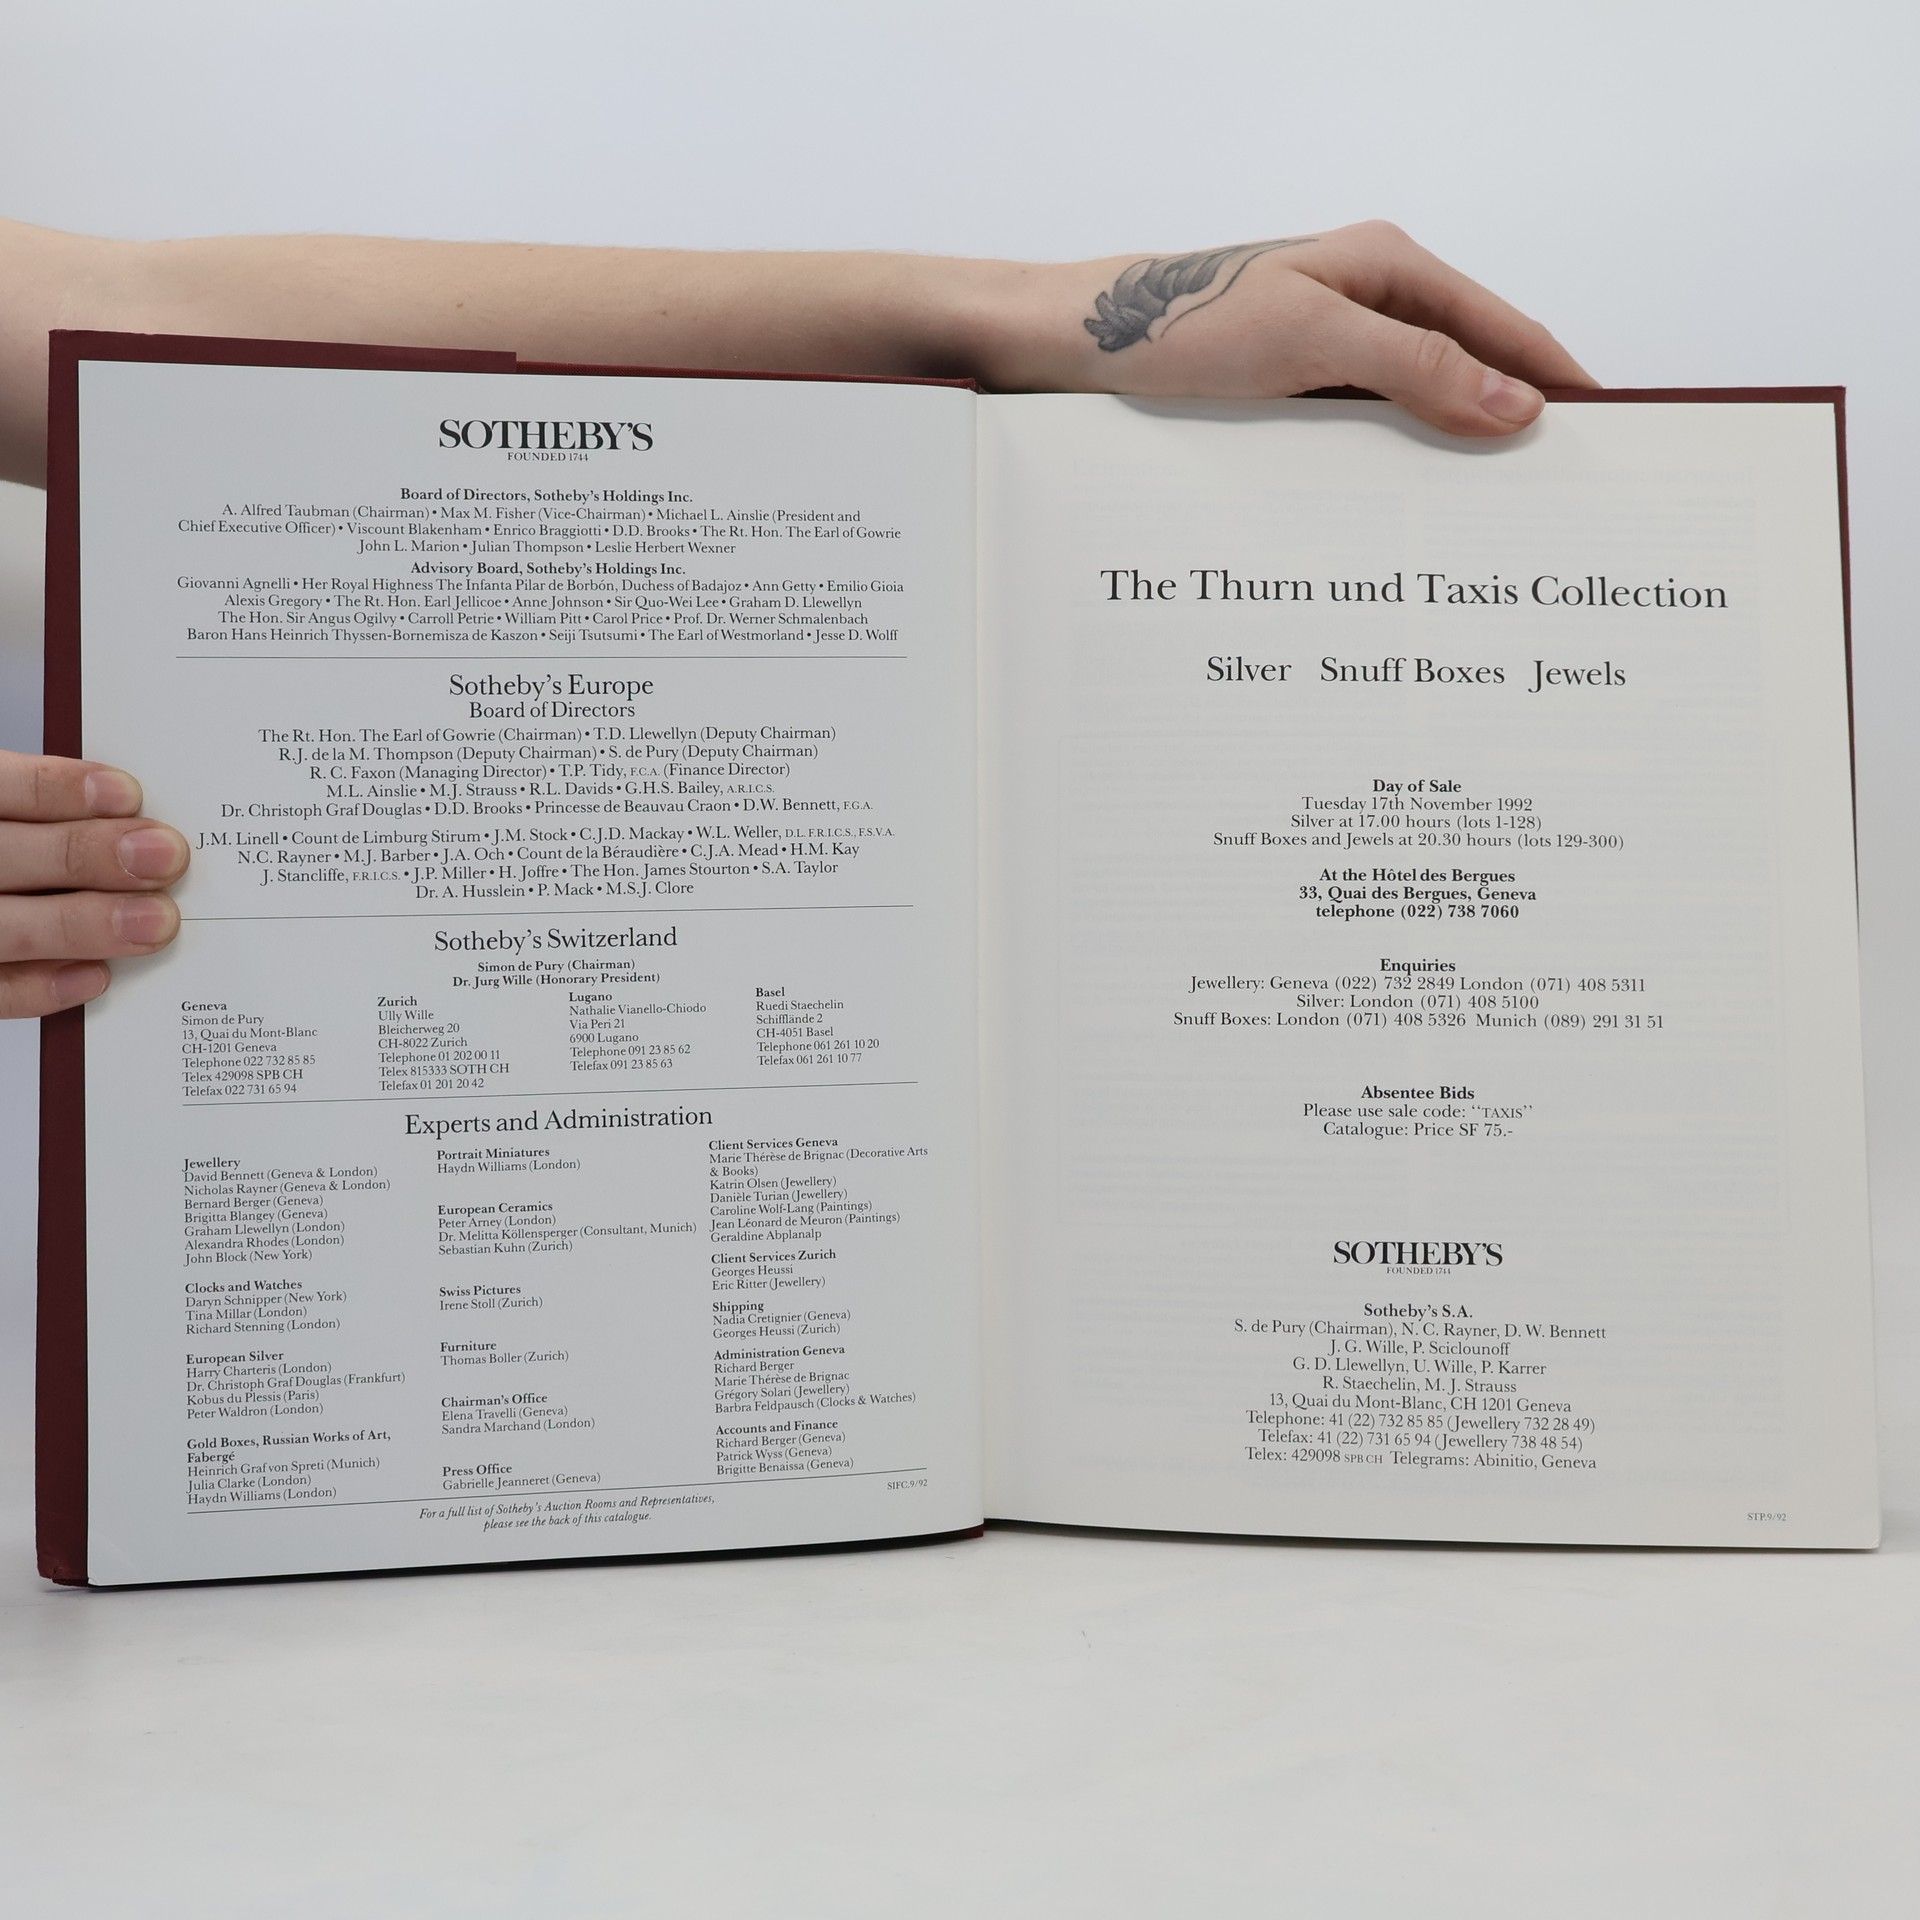 SOTHEBY'S
FOUNDED 1744
Board of Directors, Sotheby's Holdings Inc.
A. Alfred Taubman (Chairman) • Max M. Fisher (Vice-Chairman) • Michael L. Ainslie (President and
Chief Executive Officer) • Viscount Blakenham • Enrico Braggiotti • D.D. Brooks • The Rt. Hon. The Earl of Gowrie
John L. Marion • Julian Thompson • Leslie Herbert Wexner
Advisory Board, Sotheby's Holdings Inc.
Giovanni Agnelli • Her Royal Highness The Infanta Pilar de Borbón, Duchess of Badajoz • Ann Getty • Emilio Gioia
Alexis Gregory • The Rt. Hon. Earl Jellicoe • Anne Johnson • Sir Quo-Wei Lee • Graham D. Llewellyn
The Hon. Sir Angus Ogilvy • Carroll Petrie • William Pitt • Carol Price • Prof. Dr. Werner Schmalenbach
Baron Hans Heinrich Thyssen-Bornemisza de Kaszon • Seiji Tsutsumi • The Earl of Westmorland • Jesse D. Wolff
Sotheby's Europe
Board of Directors
The Rt. Hon. The Earl of Gowrie (Chairman) • T.D. Llewellyn (Deputy Chairman)
R.J. de la M. Thompson (Deputy Chairman) • S. de Pury (Deputy Chairman)
R. C. Faxon (Managing Director) • T.P. Tidy, F.C.A. (Finance Director)
M.L. Ainslie • M.J. Strauss • R.L. Davids • G.H.S. Bailey, A.R.I.C.S.
Dr. Christoph Graf Douglas • D.D. Brooks • Princesse de Beauvau Craon • D.W. Bennett, F.G.A.
J.M. Linell • Count de Limburg Stirum • J.M. Stock • C.J.D. Mackay • W.L. Weller, D.L. F.R.I.C.S., F.S.V.A.
N.C. Rayner • M.J. Barber • J.A. Och • Count de la Béraudière • C.J.A. Mead • H.M. Kay
J. Stancliffe, F.R.I.C.S. • J.P. Miller • H. Joffre • The Hon. James Stourton • S.A. Taylor
Dr. A. Husslein • P. Mack • M.S.J. Clore
Sotheby's Switzerland
Simon de Pury (Chairman)
Dr. Jurg Wille (Honorary President)
Geneva
Simon de Pury
13, Quai du Mont-Blanc
CH-1201 Geneva
Telephone 022 732 85 85
Telex 429098 SPB CH
Telefax 022 731 65 94
Zurich
Ully Wille
Bleicherweg 20
CH-8022 Zurich
Telephone 01 202 00 11
Telex 815333 SOTH CH
Telefax 01 201 20 42
Lugano
Nathalie Vianello-Chiodo
Via Peri 21
6900 Lugano
Telephone 091 23 85 62
Telefax 091 23 85 63
Basel
Ruedi Staechelin
Schifflände 2
CH-4051 Basel
Telephone 061 261 10 20
Telefax 061 261 10 77
Experts and Administration
Jewellery
David Bennett (Geneva & London)
Nicholas Rayner (Geneva & London)
Bernard Berger (Geneva)
Brigitta Blangey (Geneva)
Graham Llewellyn (London)
Alexandra Rhodes (London)
John Block (New York)
Clocks and Watches
Daryn Schnipper (New York)
Tina Millar (London)
Richard Stenning (London)
European Silver
Harry Charteris (London)
Dr. Christoph Graf Douglas (Frankfurt)
Kobus du Plessis (Paris)
Peter Waldron (London)
Gold Boxes, Russian Works of Art,
Fabergé
Heinrich Graf von Spreti (Munich)
Julia Clarke (London)
Haydn Williams (London)
Portrait Miniatures
Haydn Williams (London)
European Ceramics
Peter Arney (London)
Dr. Melitta Köllensperger (Consultant, Munich)
Sebastian Kuhn (Zurich)
Swiss Pictures
Irene Stoll (Zurich)
Furniture
Thomas Boller (Zurich)
Chairman's Office
Elena Travelli (Geneva)
Sandra Marchand (London)
Press Office
Gabrielle Jeanneret (Geneva)
Client Services Geneva
Marie Thérèse de Brignac (Decorative Arts
& Books)
Katrin Olsen (Jewellery)
Danièle Turian (Jewellery)
Caroline Wolf-Lang (Paintings)
Jean Léonard de Meuron (Paintings)
Geraldine Abplanalp
Client Services Zurich
Georges Heussi
Eric Ritter (Jewellery)
Shipping
Nadia Cretignier (Geneva)
Georges Heussi (Zurich)
Administration Geneva
Richard Berger
Marie Thérèse de Brignac
Grégory Solari (Jewellery)
Barbra Feldpausch (Clocks & Watches)
Accounts and Finance
Richard Berger (Geneva)
Patrick Wyss (Geneva)
Brigitte Benaissa (Geneva)
SIFC.9/92
For a full list of Sotheby's Auction Rooms and Representatives,
please see the back of this catalogue.
The Thurn und Taxis Collection
Silver Snuff Boxes Jewels
Day of Sale
Tuesday 17th November 1992
Silver at 17.00 hours (lots 1-128)
Snuff Boxes and Jewels at 20.30 hours (lots 129-300)
At the Hôtel des Bergues
33, Quai des Bergues, Geneva
telephone (022) 738 7060
Enquiries
Jewellery: Geneva (022) 732 2849 London (071) 408 5311
Silver: London (071) 408 5100
Snuff Boxes: London (071) 408 5326 Munich (089) 291 31 51
Absentee Bids
Please use sale code: "TAXIS"
Catalogue: Price SF 75.-
SOTHEBY'S
FOUNDED 1744
Sotheby's S.A.
S. de Pury (Chairman), N. C. Rayner, D. W. Bennett
J. G. Wille, P. Sciclounoff
G. D. Llewellyn, U. Wille, P. Karrer
R. Staechelin, M. J. Strauss
13, Quai du Mont-Blanc, CH 1201 Geneva
Telephone: 41 (22) 732 85 85 (Jewellery 732 28 49)
Telefax: 41 (22) 731 65 94 (Jewellery 738 48 54)
Telex: 429098 SPB CH Telegrams: Abinitio, Geneva
STP.9/92